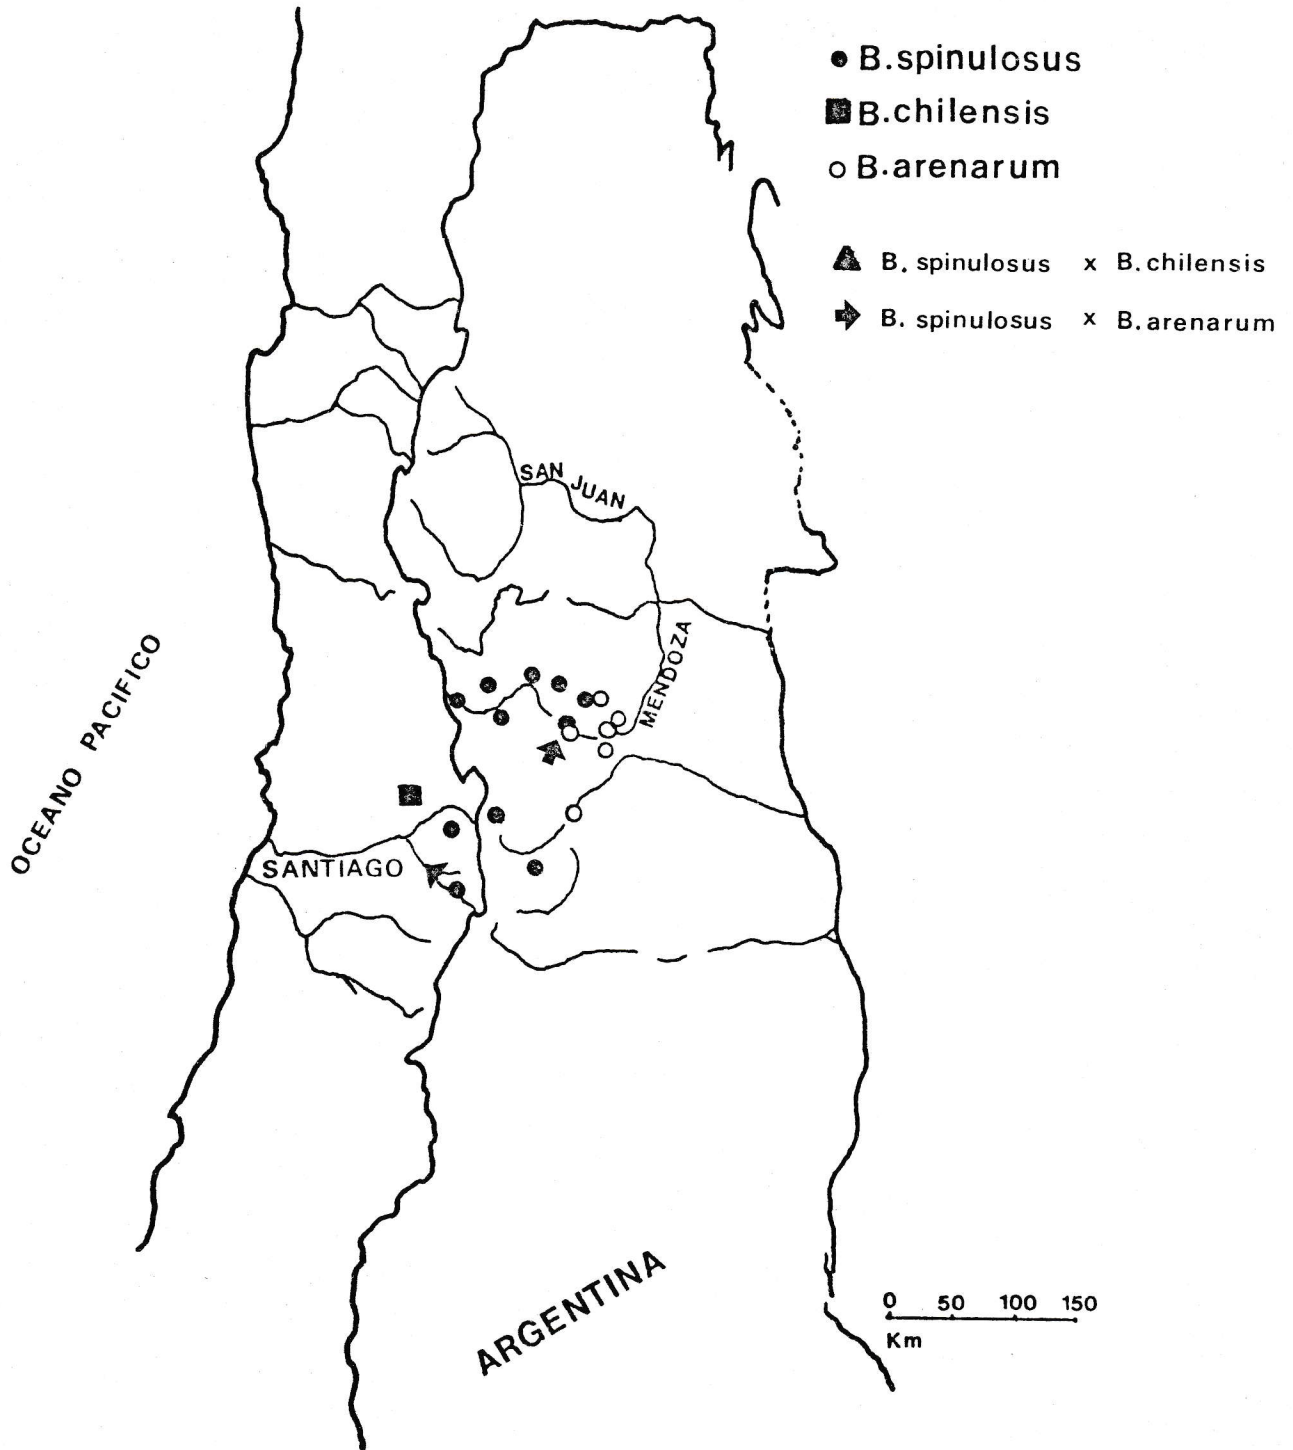 B.spinulosus
B.chilensis
B.arenarum
B. spinulosus x B.chilensis
B. spinulosus x B.arenarum
SAN JUAN
MENDOZA
OCEANO PACIFICO
SANTIAGO
ARGENTINA
0 50 100 150
Km